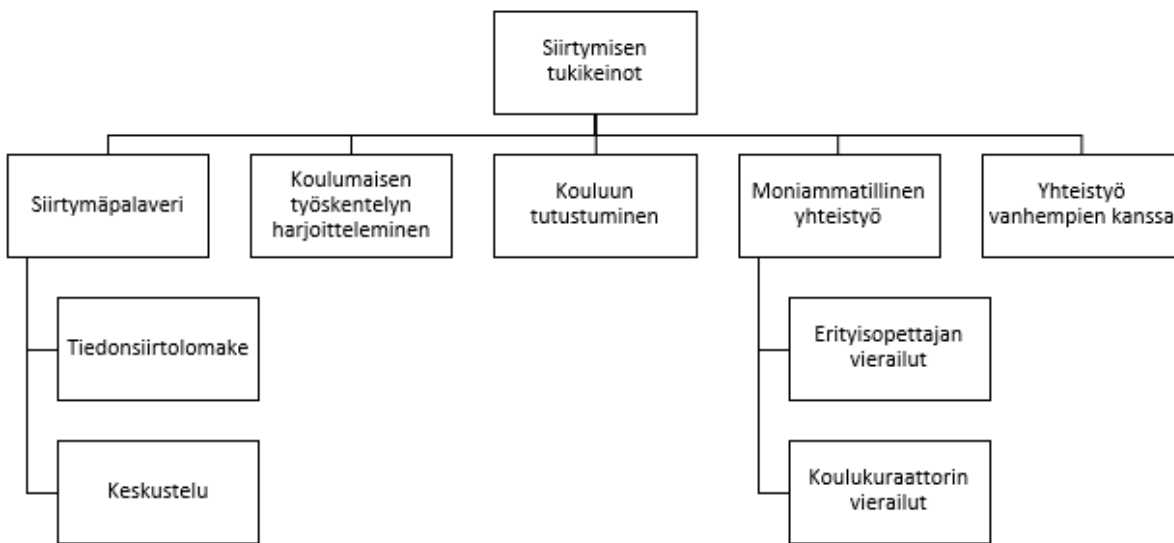 Siirtymisen
tukikeinot
Siirtymäpalaveri
Koulumaisen
työskentelyn
harjoitteleminen
Kouluun
tutustuminen
Moniammatillinen
yhteistyö
Yhteistyö
vanhempien kanssa
Tiedonsiirtolomake
Keskustelu
Erityisopettajan
vierailut
Koulukuraattorin
vierailut